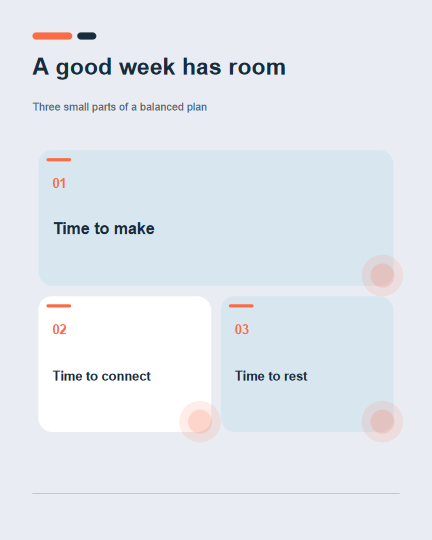 A good week has room
Three small parts of a balanced plan
01
Time to make
02
Time to connect
03
Time to rest